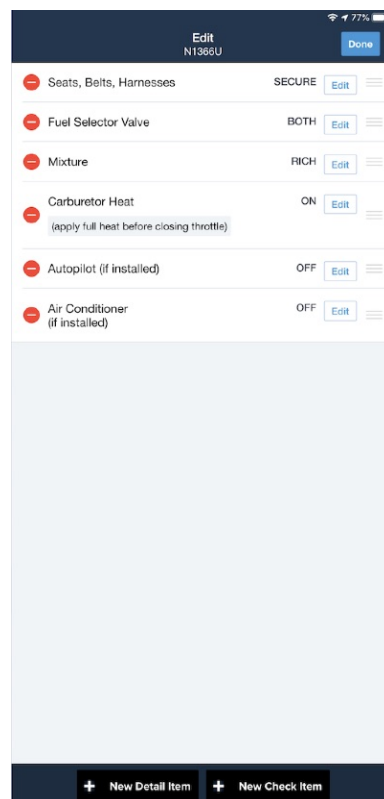 77%
Edit
N1366U
Done
Seats, Belts, Harnesses SECURE Edit
Fuel Selector Valve BOTH Edit
Mixture RICH Edit
Carburetor Heat ON Edit
(apply full heat before closing throttle)
Autopilot (if installed) OFF Edit
Air Conditioner OFF Edit
(if installed)
+ New Detail Item + New Check Item